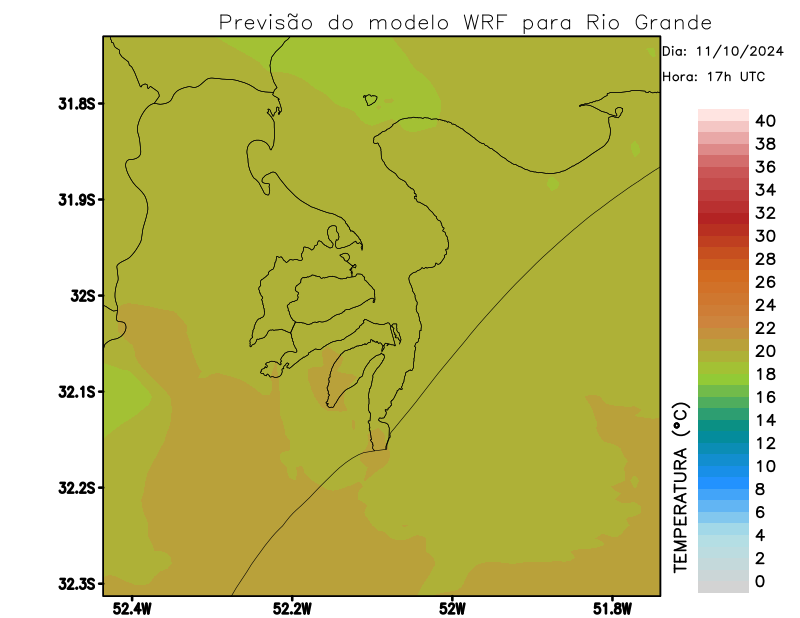 Previsão do modelo WRF para Rio Grande
Dia: 11/10/2024
Hora: 17h UTC
31.8S
31.9S
32S
32.1S
32.2S
32.3S
52.4W
52.2W
52W
51.8W
TEMPERATURA (°C)
40
38
36
34
32
30
28
26
24
22
20
18
16
14
12
10
8
6
4
2
0